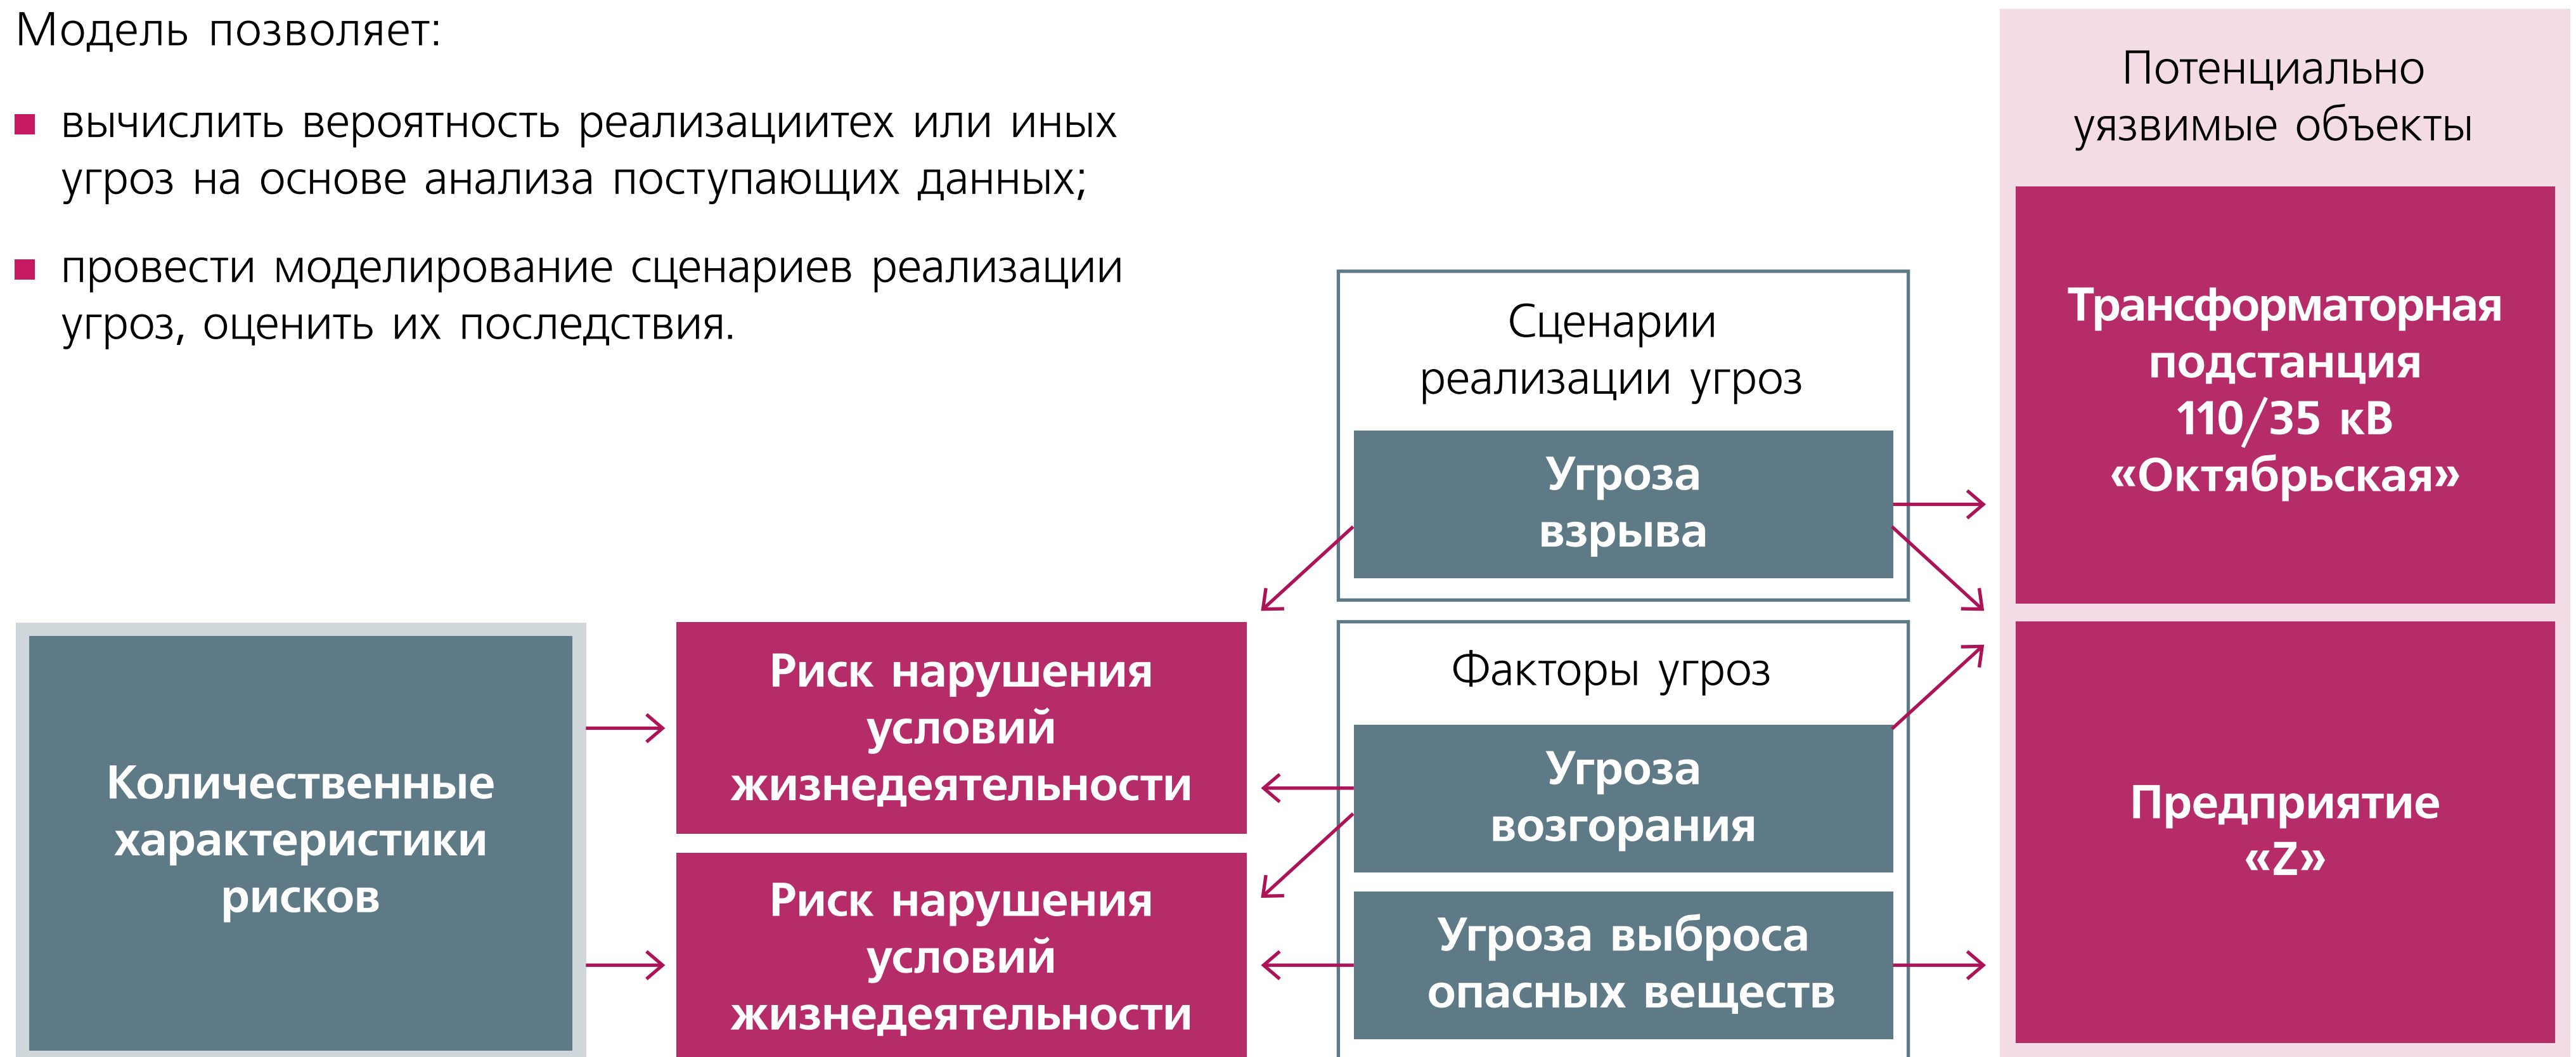 Модель позволяет:
■ вычислить вероятность реализациитех или иных
угроз на основе анализа поступающих данных;
■ провести моделирование сценариев реализации
угроз, оценить их последствия.
Количественные
характеристики
рисков
Риск нарушения
условий
жизнедеятельности
Риск нарушения
условий
жизнедеятельности
Сценарии
реализации угроз
Угроза
взрыва
Факторы угроз
Угроза
возгорания
Угроза выброса
опасных веществ
Потенциально
уязвимые объекты
Трансформаторная
подстанция
110/35 кВ
«Октябрьская»
Предприятие
«Z»